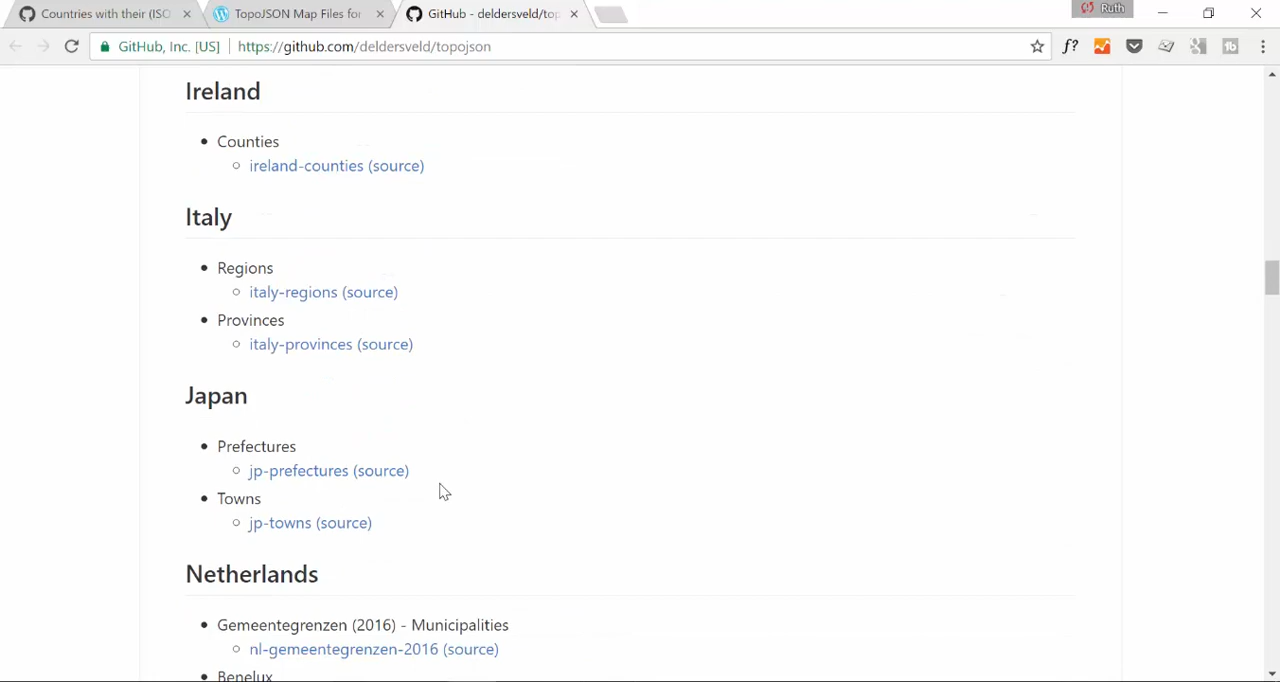 Countries with their (ISO
TopoJSON Map Files for
GitHub - deldersveld/top
Ruth
GitHub, Inc. [US]
https://github.com/deldersveld/topojson
f?
Ireland
Counties
ireland-counties (source)
Italy
Regions
italy-regions (source)
Provinces
italy-provinces (source)
Japan
Prefectures
jp-prefectures (source)
Towns
jp-towns (source)
Netherlands
Gemeentegrenzen (2016) - Municipalities
nl-gemeentegrenzen-2016 (source)
Benelux